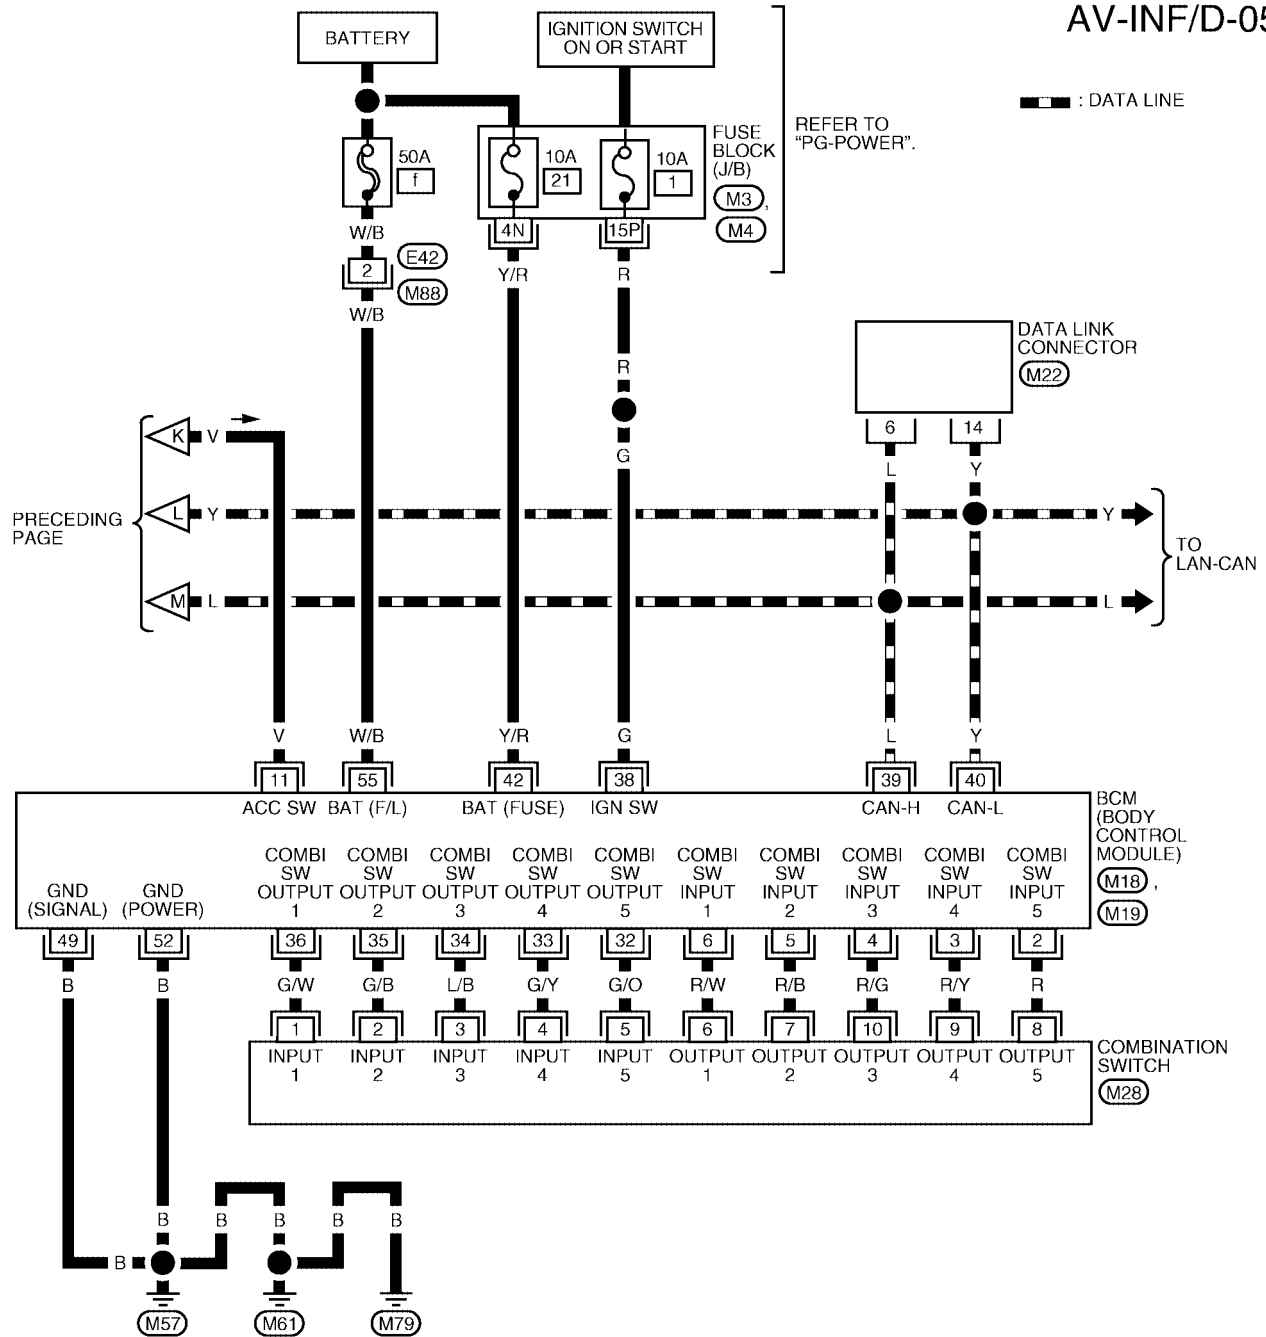 AV-INF/D-05
BATTERY
IGNITION SWITCH
ON OR START
: DATA LINE
REFER TO
"PG-POWER".
FUSE
BLOCK
(J/B)
M3 ,
M4
50A
f
10A
21
10A
1
W/B
4N
15P
2
E42
M88
Y/R
R
W/B
DATA LINK
CONNECTOR
M22
R
G
6
14
L
Y
K V
L Y
M L
PRECEDING
PAGE
Y
L
TO
LAN-CAN
V
W/B
Y/R
G
L
Y
11
55
42
38
39
40
ACC SW
BAT (F/L)
BAT (FUSE)
IGN SW
CAN-H
CAN-L
BCM
(BODY
CONTROL
MODULE)
M18 ,
M19
GND
(SIGNAL)
GND
(POWER)
COMBI
SW
OUTPUT
1
COMBI
SW
OUTPUT
2
COMBI
SW
OUTPUT
3
COMBI
SW
OUTPUT
4
COMBI
SW
OUTPUT
5
COMBI
SW
INPUT
1
COMBI
SW
INPUT
2
COMBI
SW
INPUT
3
COMBI
SW
INPUT
4
COMBI
SW
INPUT
5
49
52
36
35
34
33
32
6
5
4
3
2
B
B
G/W
G/B
L/B
G/Y
G/O
R/W
R/B
R/G
R/Y
R
1
2
3
4
5
6
7
10
9
8
INPUT
1
INPUT
2
INPUT
3
INPUT
4
INPUT
5
OUTPUT
1
OUTPUT
2
OUTPUT
3
OUTPUT
4
OUTPUT
5
COMBINATION
SWITCH
M28
B
B
B
B
B
B
M57
M61
M79